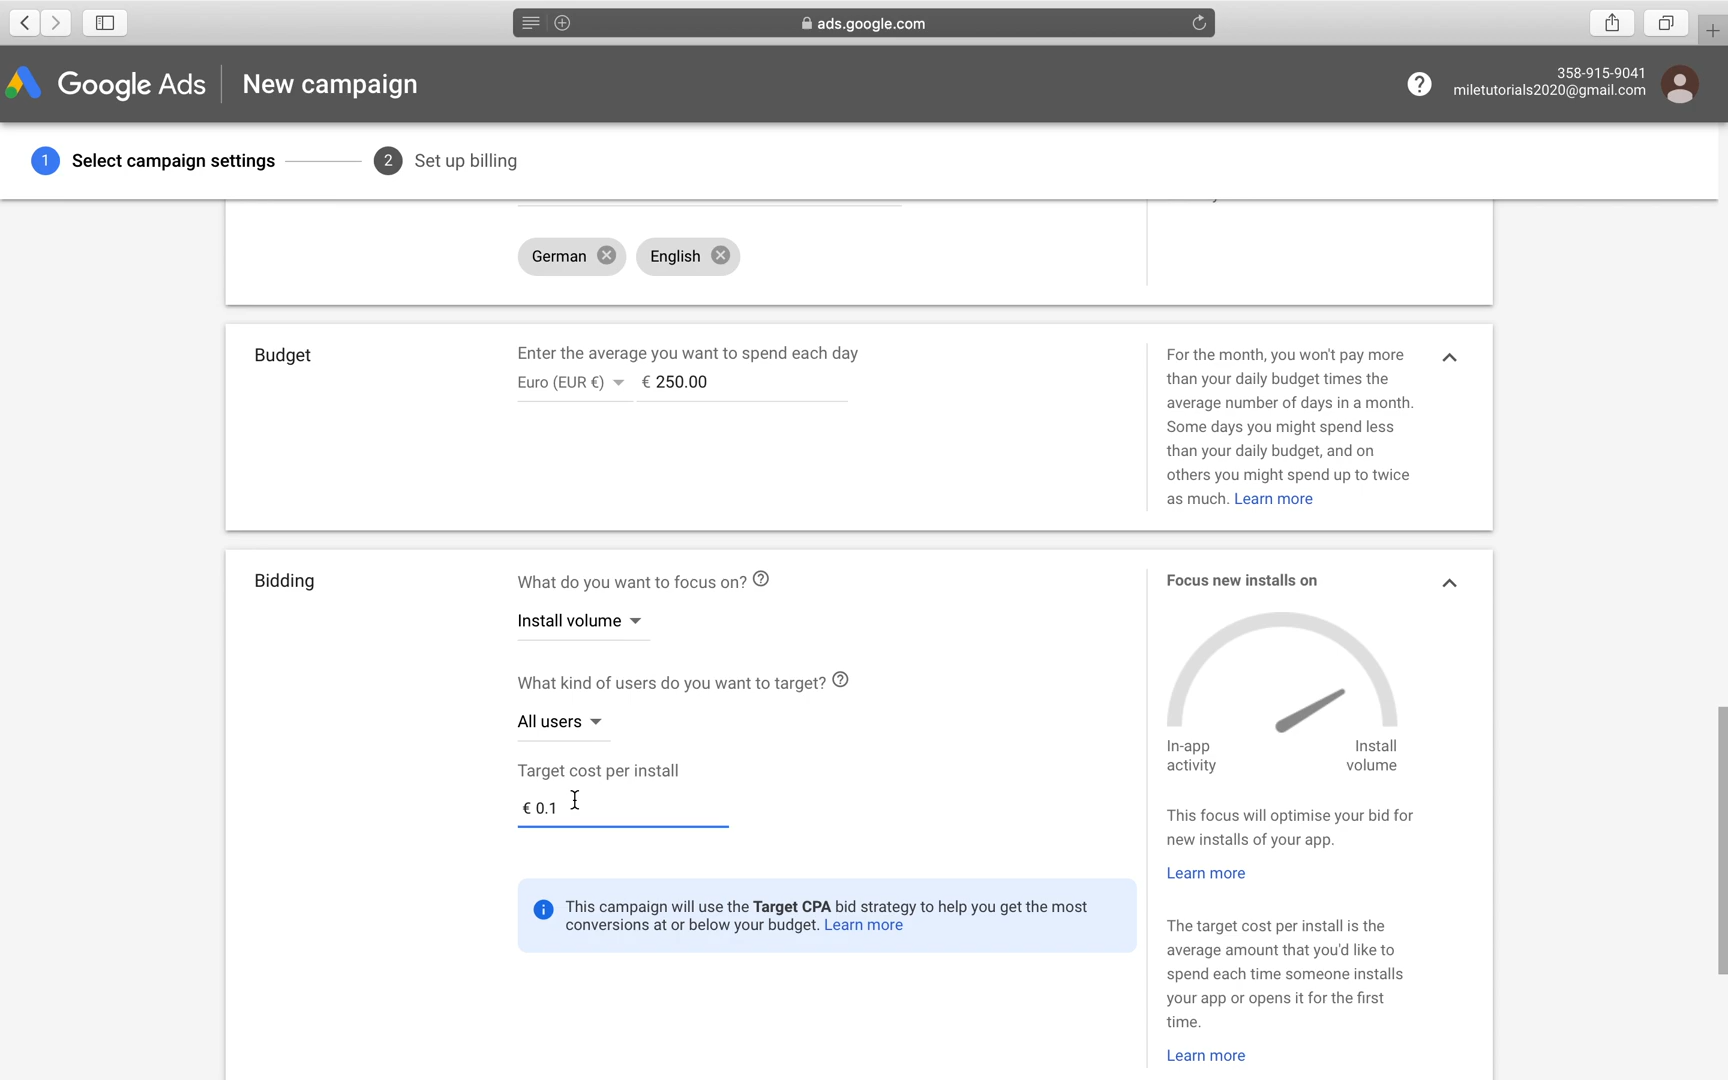 ads.google.com
Google Ads
New campaign
?
358-915-9041
miletutorials2020@gmail.com
1 Select campaign settings
2 Set up billing
German
English
Budget
Enter the average you want to spend each day
Euro (EUR €)
€ 250.00
For the month, you won't pay more
than your daily budget times the
average number of days in a month.
Some days you might spend less
than your daily budget, and on
others you might spend up to twice
as much. Learn more
Bidding
What do you want to focus on?
Install volume
What kind of users do you want to target?
All users
Target cost per install
€ 0.1
This campaign will use the Target CPA bid strategy to help you get the most
conversions at or below your budget. Learn more
Focus new installs on
In-app
activity
Install
volume
This focus will optimise your bid for
new installs of your app.
Learn more
The target cost per install is the
average amount that you'd like to
spend each time someone installs
your app or opens it for the first
time.
Learn more